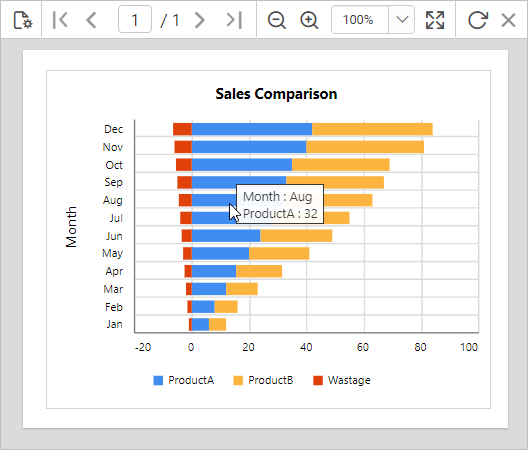 1 / 1 100%
Sales Comparison
Month
Dec
Nov
Oct
Sep
Aug
Jul
Jun
May
Apr
Mar
Feb
Jan
Month : Aug
ProductA : 32
-20 0 20 40 60 80 100
ProductA ProductB Wastage